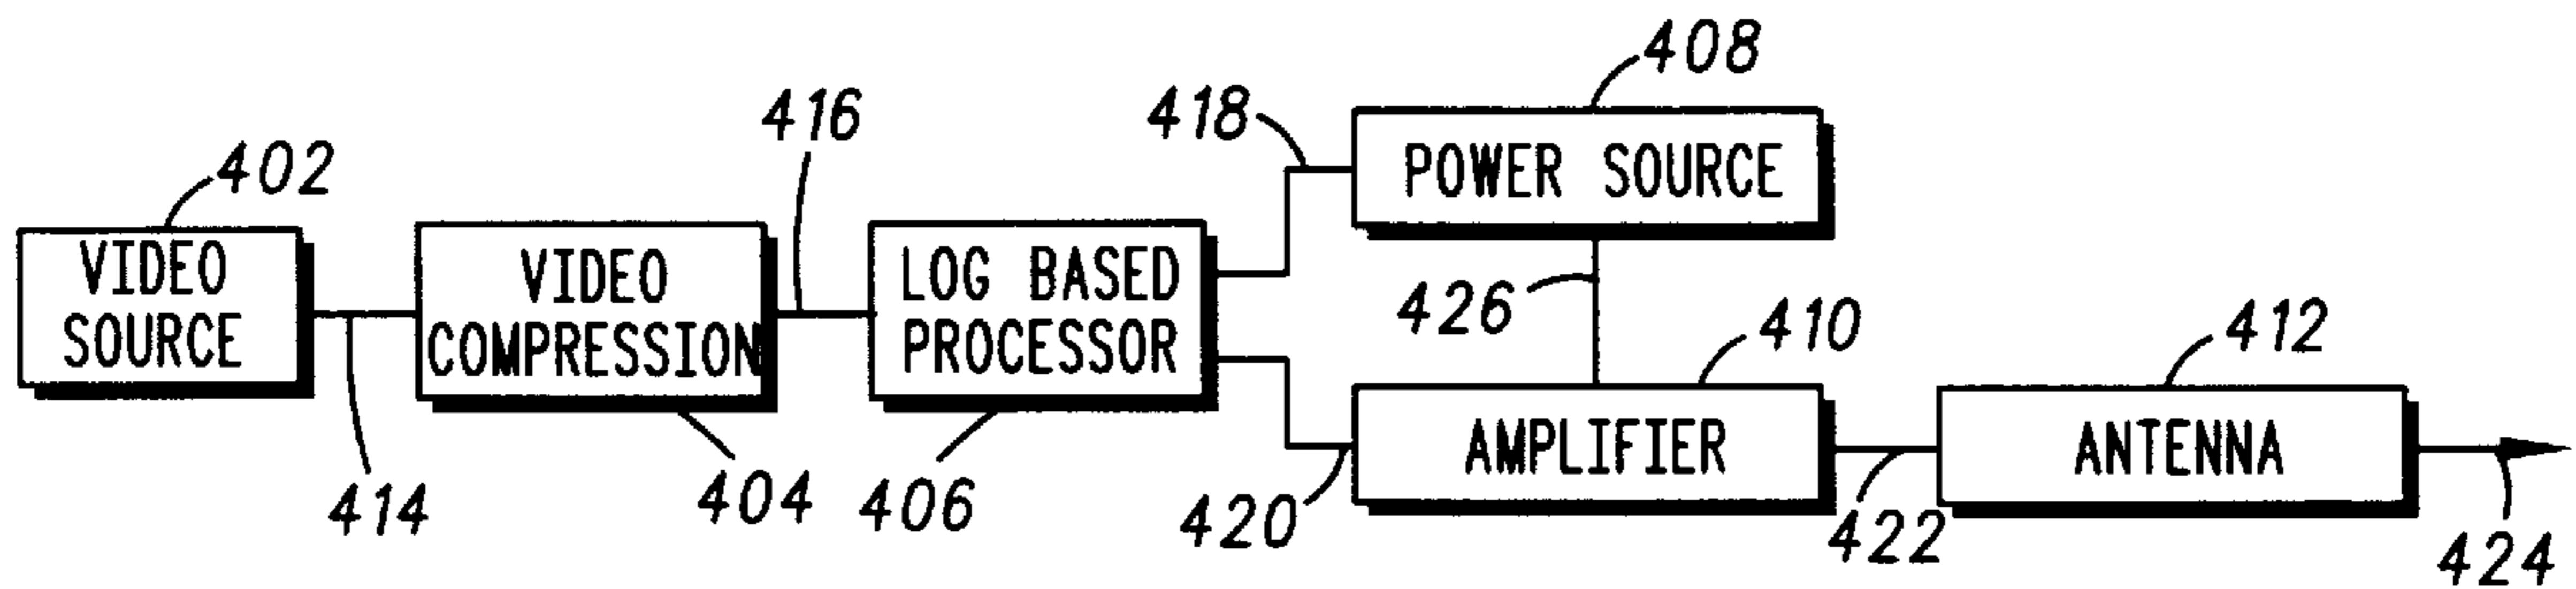 408
418
416
402
POWER SOURCE
VIDEO
SOURCE
VIDEO
COMPRESSION
LOG BASED
PROCESSOR
426
410
412
AMPLIFIER
ANTENNA
414
404
406
420
422
424